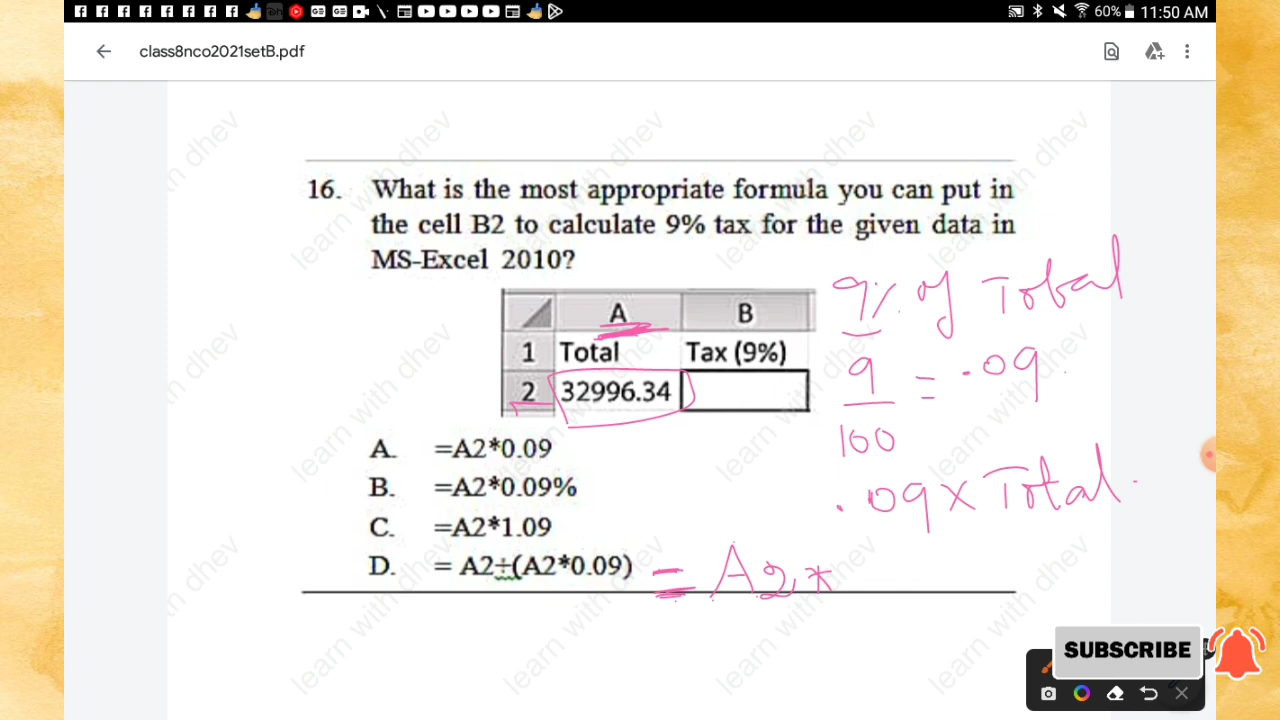 60% 11:50 AM
class8nco2021setB.pdf
16. What is the most appropriate formula you can put in
the cell B2 to calculate 9% tax for the given data in
MS-Excel 2010?
A B
1 Total Tax (9%)
2 32996.34
A. =A2*0.09
B. =A2*0.09%
C. =A2*1.09
D. = A2÷(A2*0.09)
9% of Total
9/100 = .09
.09 x Total.
= A2*
learn with dhev
SUBSCRIBE